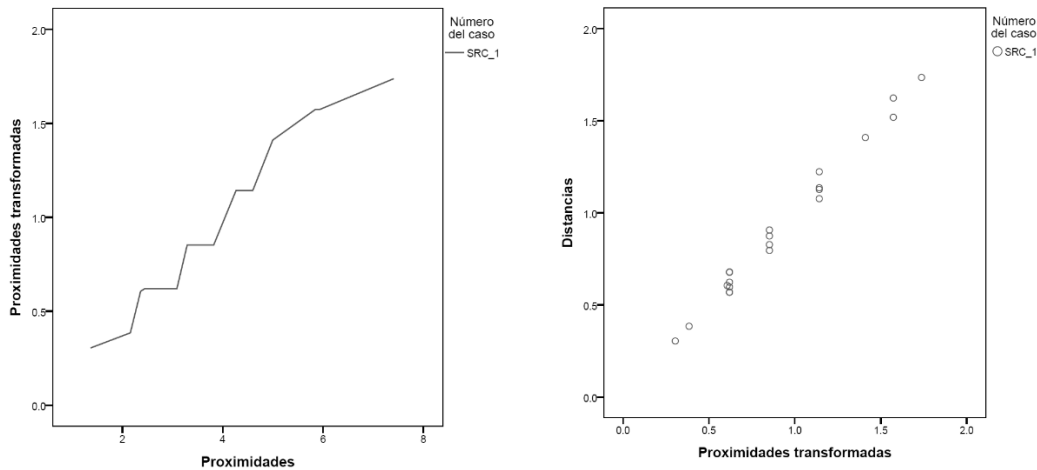 Número
del caso
SRC_1
Proximidades transformadas
2.0
1.5
1.0
0.5
0.0
2
4
6
8
Proximidades
Número
del caso
SRC_1
Distancias
2.0
1.5
1.0
0.5
0.0
0.0
0.5
1.0
1.5
2.0
Proximidades transformadas